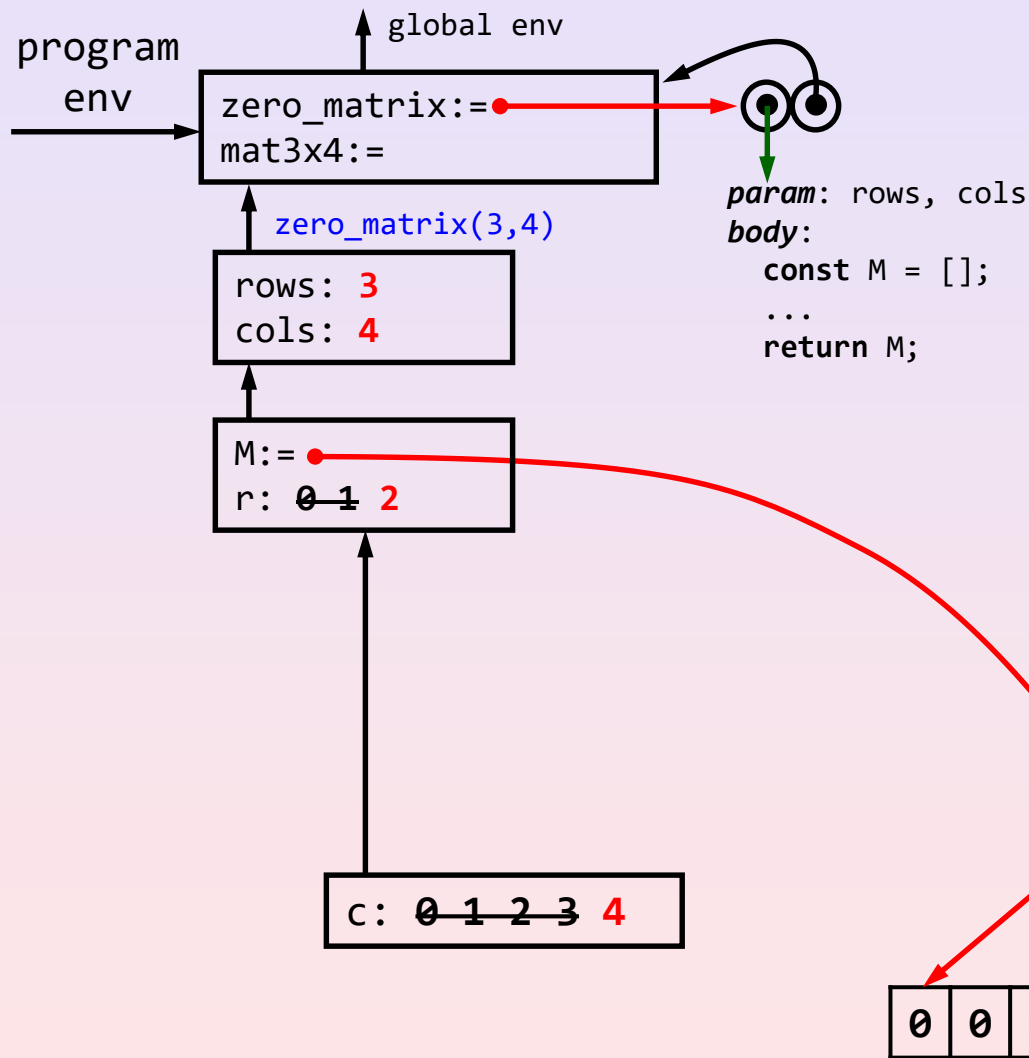 global env
program
env
zero_matrix:=
mat3x4:=
param: rows, cols
body:
const M = [];
...
return M;
zero_matrix(3,4)
rows: 3
cols: 4
M:=
r: 0 1 2
c: 0 1 2 3 4
0 0